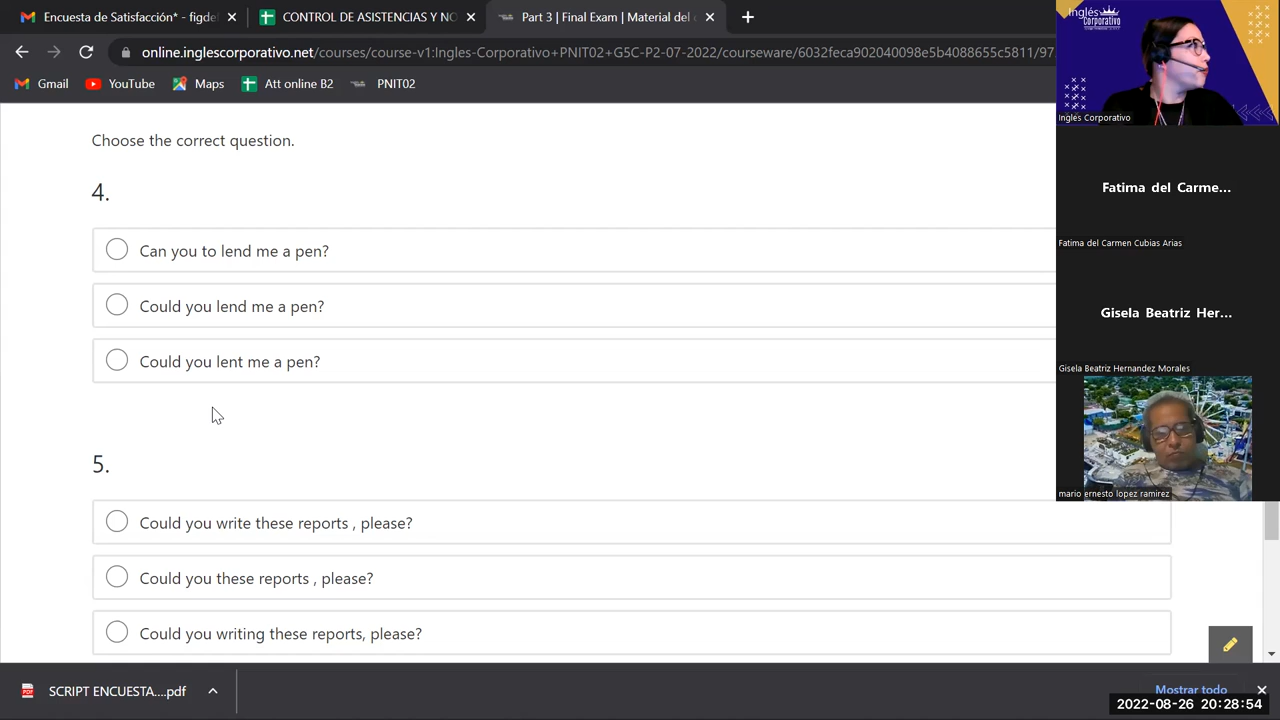 Encuesta de Satisfacción* - figdef
CONTROL DE ASISTENCIAS Y NO
Part 2 | Final Exam | Material del c
online.inglescorporativo.net/courses/course-v1:Ingles-Corporativo+PNIT02+G5C-P2-07-2022/courseware/6032feca902040098e5b4088655c5811/97
Gmail
YouTube
Maps
Att online B2
PNIT02
Choose the correct question.
4.
Can you to lend me a pen?
Could you lend me a pen?
Could you lent me a pen?
5.
Could you write these reports , please?
Could you these reports , please?
Could you writing these reports, please?
Inglés
Corporativo
Inglés Corporativo
Fatima del Carme...
Fatima del Carmen Cubias Arias
Gisela Beatriz Her...
Gisela Beatriz Hernandez Morales
mario ernesto lopez ramirez
SCRIPT ENCUESTA....pdf
Mostrar todo
2022-08-26 20:28:54